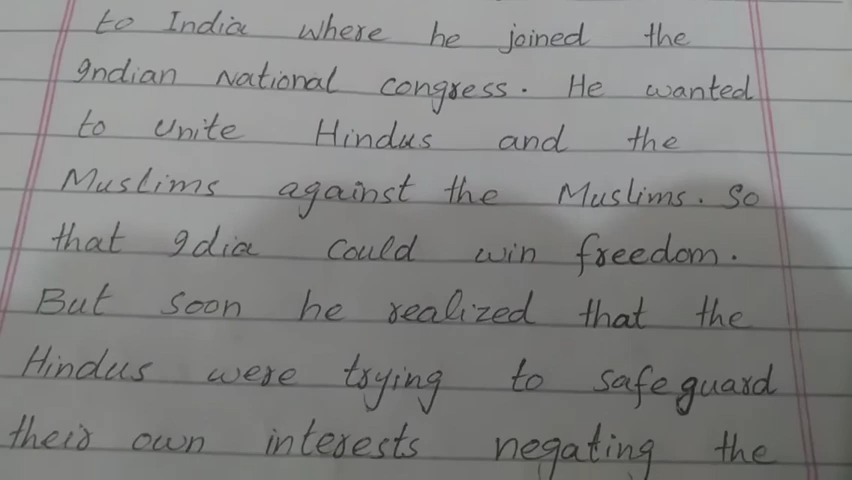 to India where he joined the
Indian National congress. He wanted
to unite Hindus and the
Muslims against the Muslims. So
that Idia could win freedom.
But soon he realized that the
Hindus were trying to safeguard
their own interests negating the